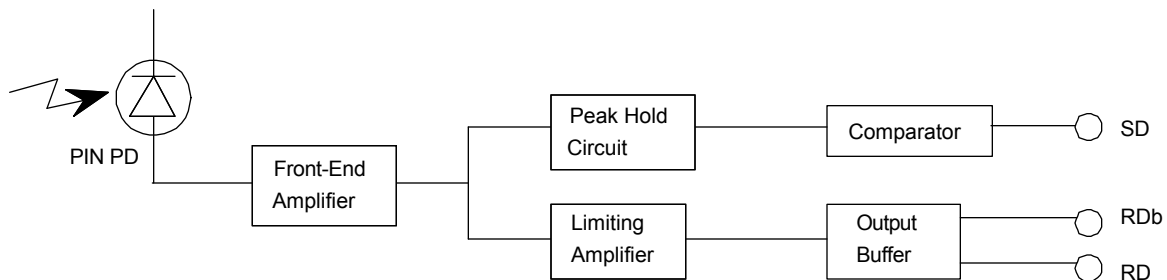 PIN PD
Front-End
Amplifier
Peak Hold
Circuit
Comparator
SD
Limiting
Amplifier
Output
Buffer
RDb
RD